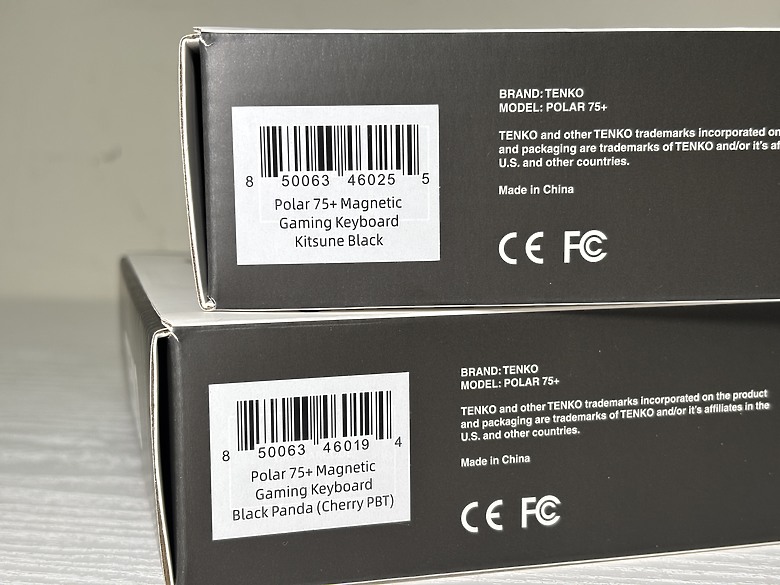 8 50063 46025 5
Polar 75+ Magnetic
Gaming Keyboard
Kitsune Black
BRAND: TENKO
MODEL: POLAR 75+
TENKO and other TENKO trademarks incorporated on
and packaging are trademarks of TENKO and/or it's af
U.S. and other countries.
Made in China
CE FC
8 50063 46019 4
Polar 75+ Magnetic
Gaming Keyboard
Black Panda (Cherry PBT)
BRAND: TENKO
MODEL: POLAR 75+
TENKO and other TENKO trademarks incorporated on the product
and packaging are trademarks of TENKO and/or it's affiliates in the
U.S. and other countries.
Made in China
CE FC